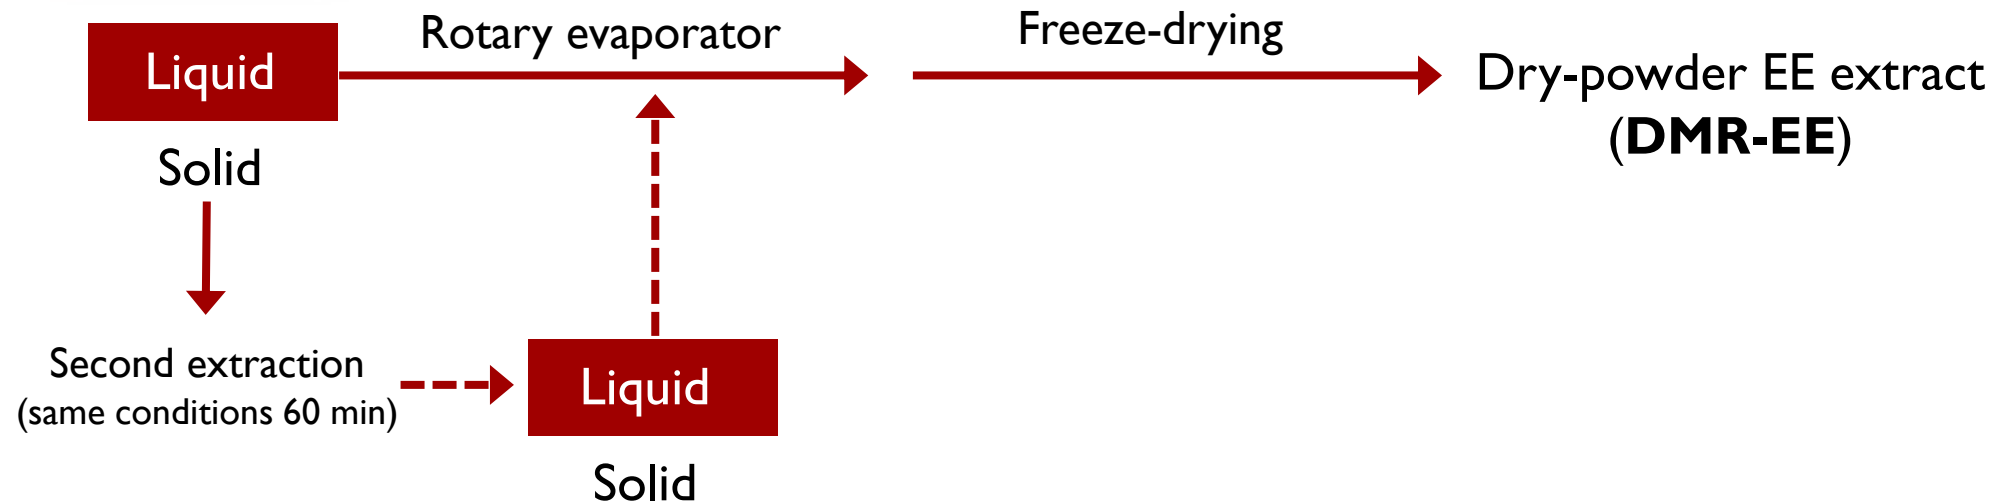 Liquid
Rotary evaporator
Freeze-drying
Dry-powder EE extract
(DMR-EE)
Solid
Second extraction
(same conditions 60 min)
Liquid
Solid